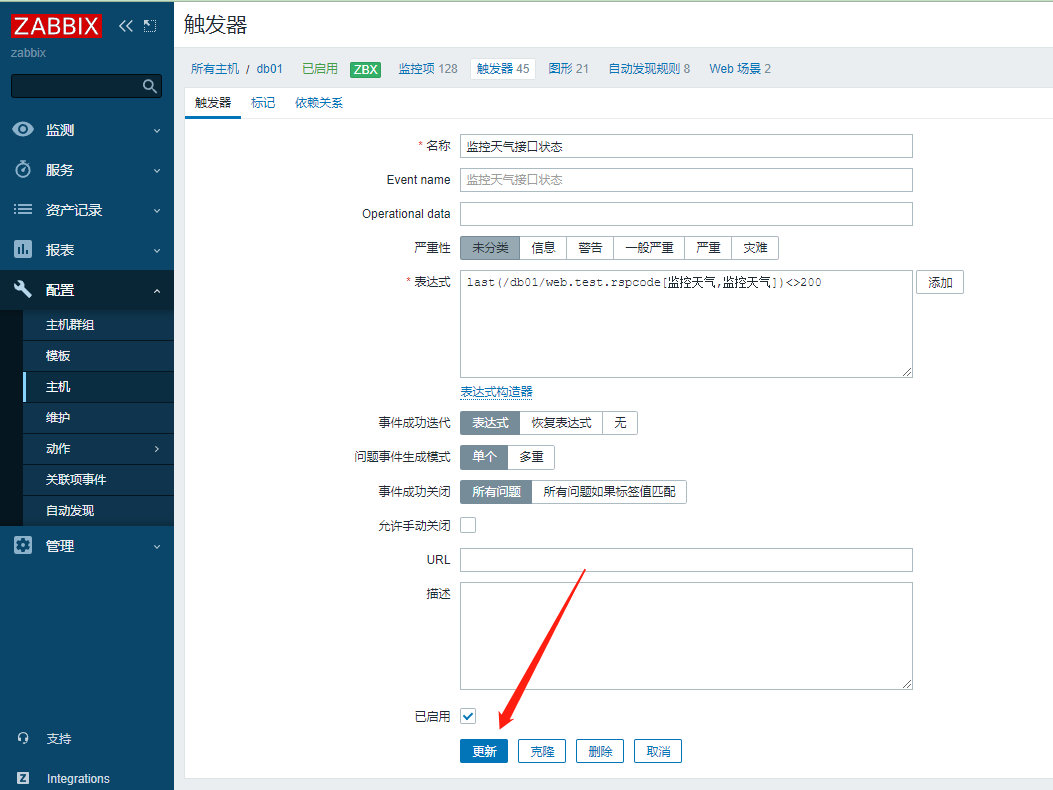 ZABBIX
zabbix
监测
服务
资产记录
报表
配置
主机群组
模板
主机
维护
动作
关联项事件
自动发现
管理
支持
Z Integrations
触发器
所有主机 / db01 已启用 ZBX 监控项 128 触发器 45 图形 21 自动发现规则 8 Web 场景 2
触发器 标记 依赖关系
* 名称 监控天气接口状态
Event name 监控天气接口状态
Operational data
严重性 未分类 信息 警告 一般严重 严重 灾难
* 表达式 last(/db01/web.test.rspcode[监控天气,监控天气])<>200 添加
表达式构造器
事件成功迭代 表达式 恢复表达式 无
问题事件生成模式 单个 多重
事件成功关闭 所有问题 所有问题如果标签值匹配
允许手动关闭
URL
描述
已启用
更新 克隆 删除 取消